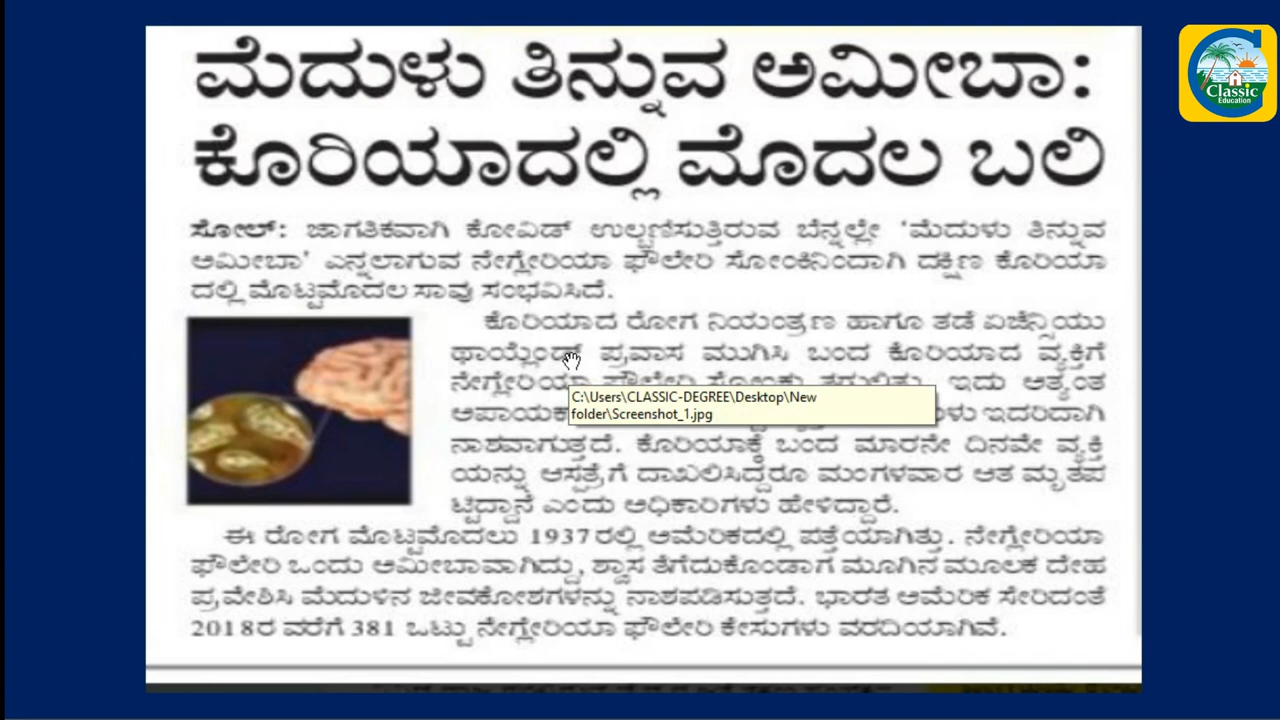 ಮೆದುಳು ತಿನ್ನುವ ಅಮೀಬಾ:
ಕೊರಿಯಾದಲ್ಲಿ ಮೊದಲ ಬಲಿ
ಸೋಲ್: ಜಾಗತಿಕವಾಗಿ ಕೋವಿಡ್ ಉಲ್ಬಣಿಸುತ್ತಿರುವ ಬೆನ್ನಲ್ಲೇ ‘ಮೆದುಳು ತಿನ್ನುವ
ಅಮೀಬಾ’ ಎನ್ನಲಾಗುವ ನೇಗ್ಲೇರಿಯಾ ಫೌಲೇರಿ ಸೋಂಕಿನಿಂದಾಗಿ ದಕ್ಷಿಣ ಕೊರಿಯಾ
ದಲ್ಲಿ ಮೊಟ್ಟಮೊದಲ ಸಾವು ಸಂಭವಿಸಿದೆ.
ಕೊರಿಯಾದ ರೋಗ ನಿಯಂತ್ರಣ ಹಾಗೂ ತಡೆ ಏಜೆನ್ಸಿಯು
ಥಾಯ್ಲೆಂಡ್ ಪ್ರವಾಸ ಮುಗಿಸಿ ಬಂದ ಕೊರಿಯಾದ ವ್ಯಕ್ತಿಗೆ
ನೇಗ್ಲೇರಿಯಾ ಫೌಲೇರಿ ಸೋಂಕು ತಗುಲಿತ್ತು. ಇದು ಅತ್ಯಂತ
ಇದರಿದಾಗಿ
ನಾಶವಾಗುತ್ತದೆ. ಕೊರಿಯಾಕ್ಕೆ ಬಂದ ಮಾರನೇ ದಿನವೇ ವ್ಯಕ್ತಿ
ಯನ್ನು ಆಸ್ಪತ್ರೆಗೆ ದಾಖಲಿಸಿದ್ದರೂ ಮಂಗಳವಾರ ಆತ ಮೃತಪ
ಟ್ಟಿದ್ದಾನೆ ಎಂದು ಅಧಿಕಾರಿಗಳು ಹೇಳಿದ್ದಾರೆ.
ಈ ರೋಗ ಮೊಟ್ಟಮೊದಲು 1937ರಲ್ಲಿ ಅಮೆರಿಕದಲ್ಲಿ ಪತ್ತೆಯಾಗಿತ್ತು. ನೇಗ್ಲೇರಿಯಾ
ಫೌಲೇರಿ ಒಂದು ಅಮೀಬಾವಾಗಿದ್ದು, ಶ್ವಾಸ ತೆಗೆದುಕೊಂಡಾಗ ಮೂಗಿನ ಮೂಲಕ ದೇಹ
ಪ್ರವೇಶಿಸಿ ಮೆದುಳಿನ ಜೀವಕೋಶಗಳನ್ನು ನಾಶಪಡಿಸುತ್ತದೆ. ಭಾರತ ಅಮೆರಿಕ ಸೇರಿದಂತೆ
2018ರ ವರೆಗೆ 381 ಒಟ್ಟು ನೇಗ್ಲೇರಿಯಾ ಫೌಲೇರಿ ಕೇಸುಗಳು ವರದಿಯಾಗಿವೆ.
C:\Users\CLASSIC-DEGREE\Desktop\New
folder\Screenshot_1.jpg
Classic
Education